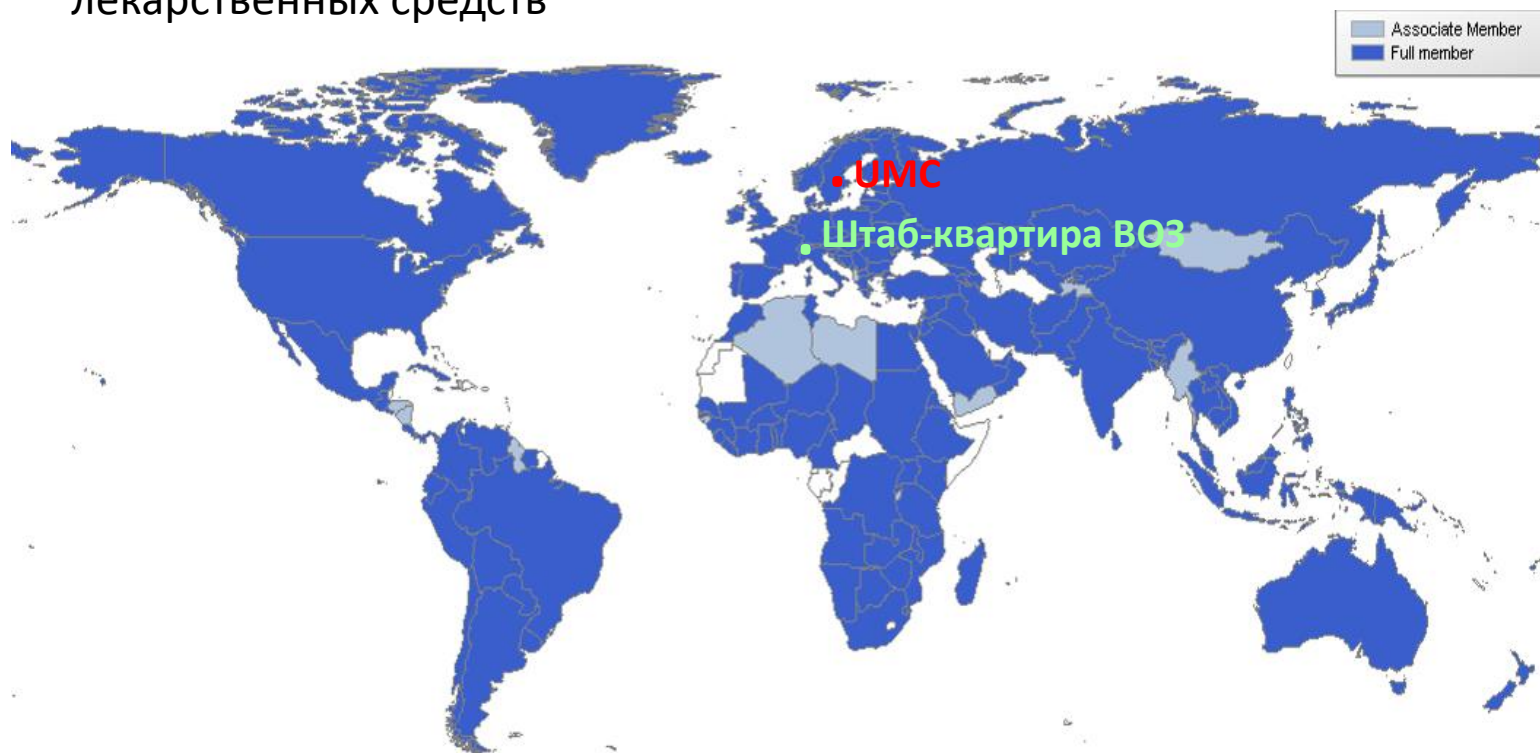 лекарственных средств
Associate Member
Full member
UMC
Штаб-квартира ВОЗ